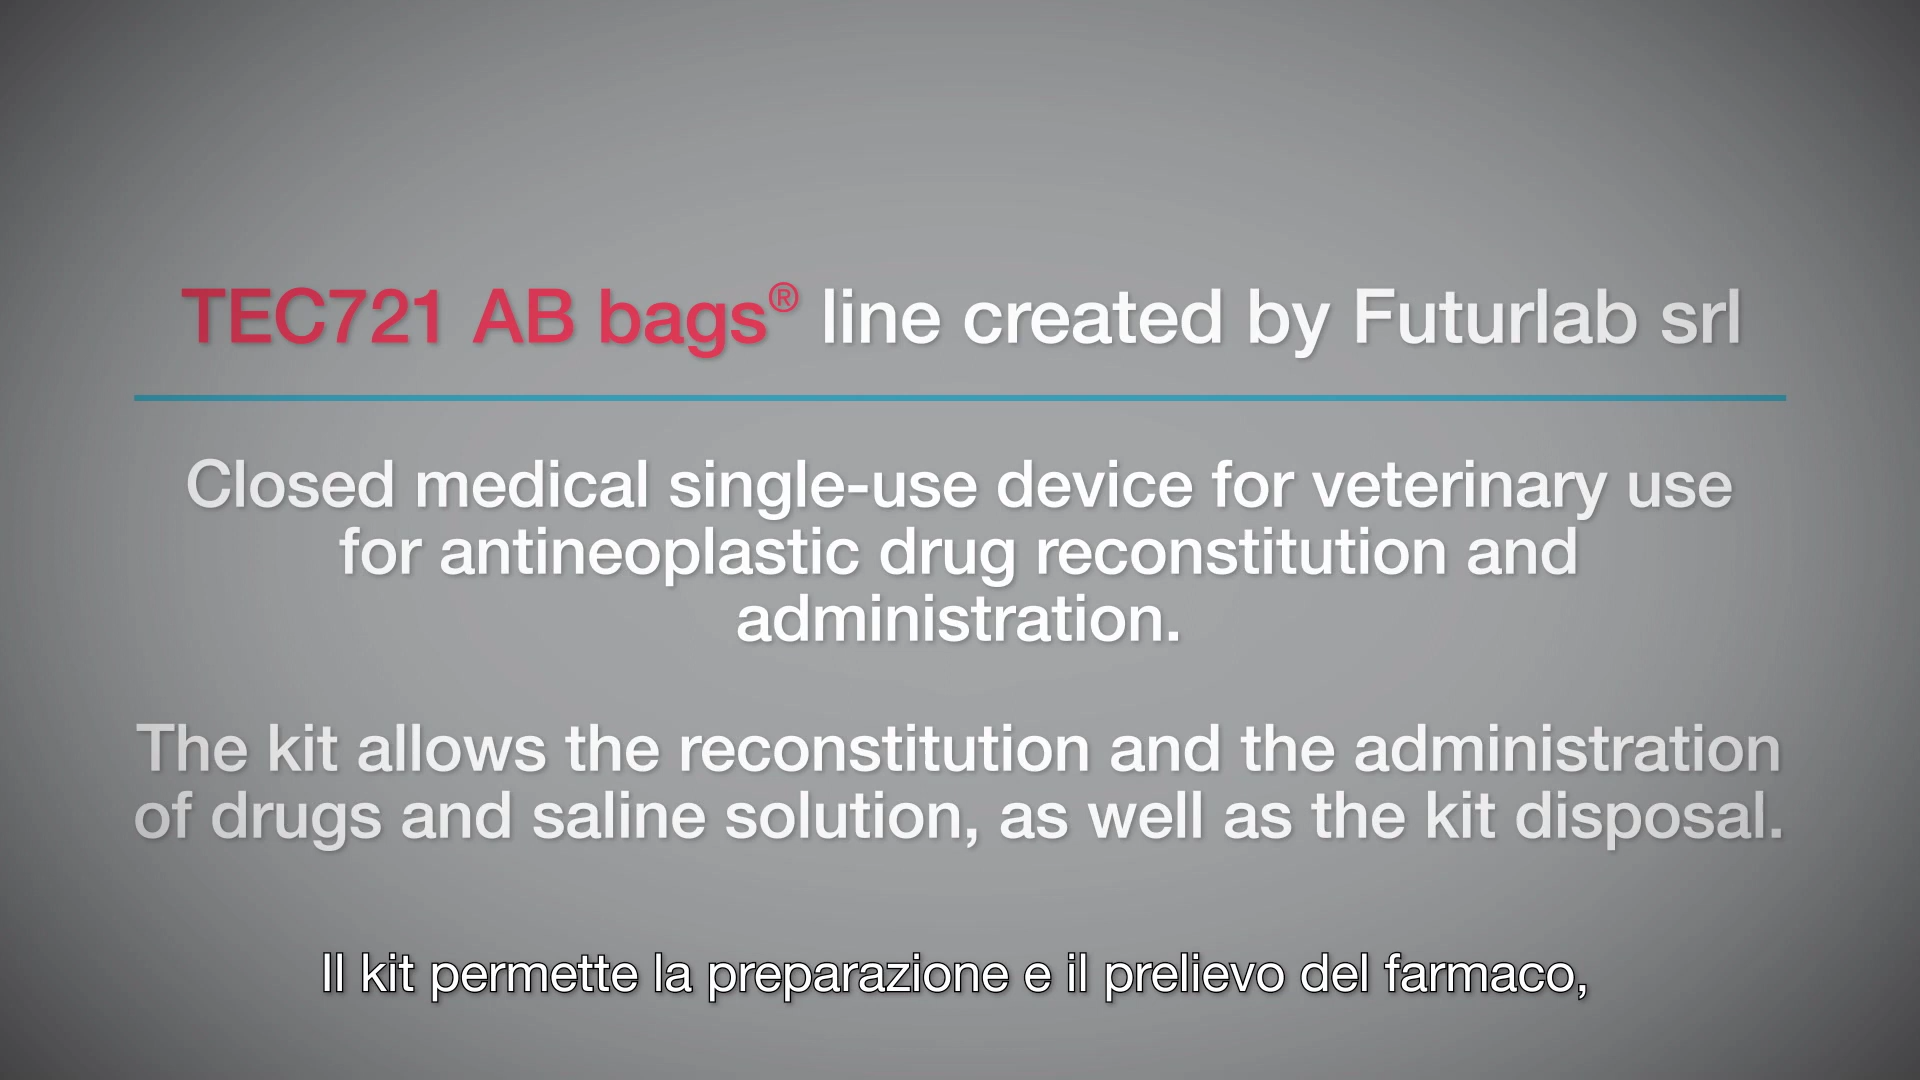 TEC721 AB bags® line created by Futurlab srl
Closed medical single-use device for veterinary use
for antineoplastic drug reconstitution and
administration.
The kit allows the reconstitution and the administration
of drugs and saline solution, as well as the kit disposal.
Il kit permette la preparazione e il prelievo del farmaco,